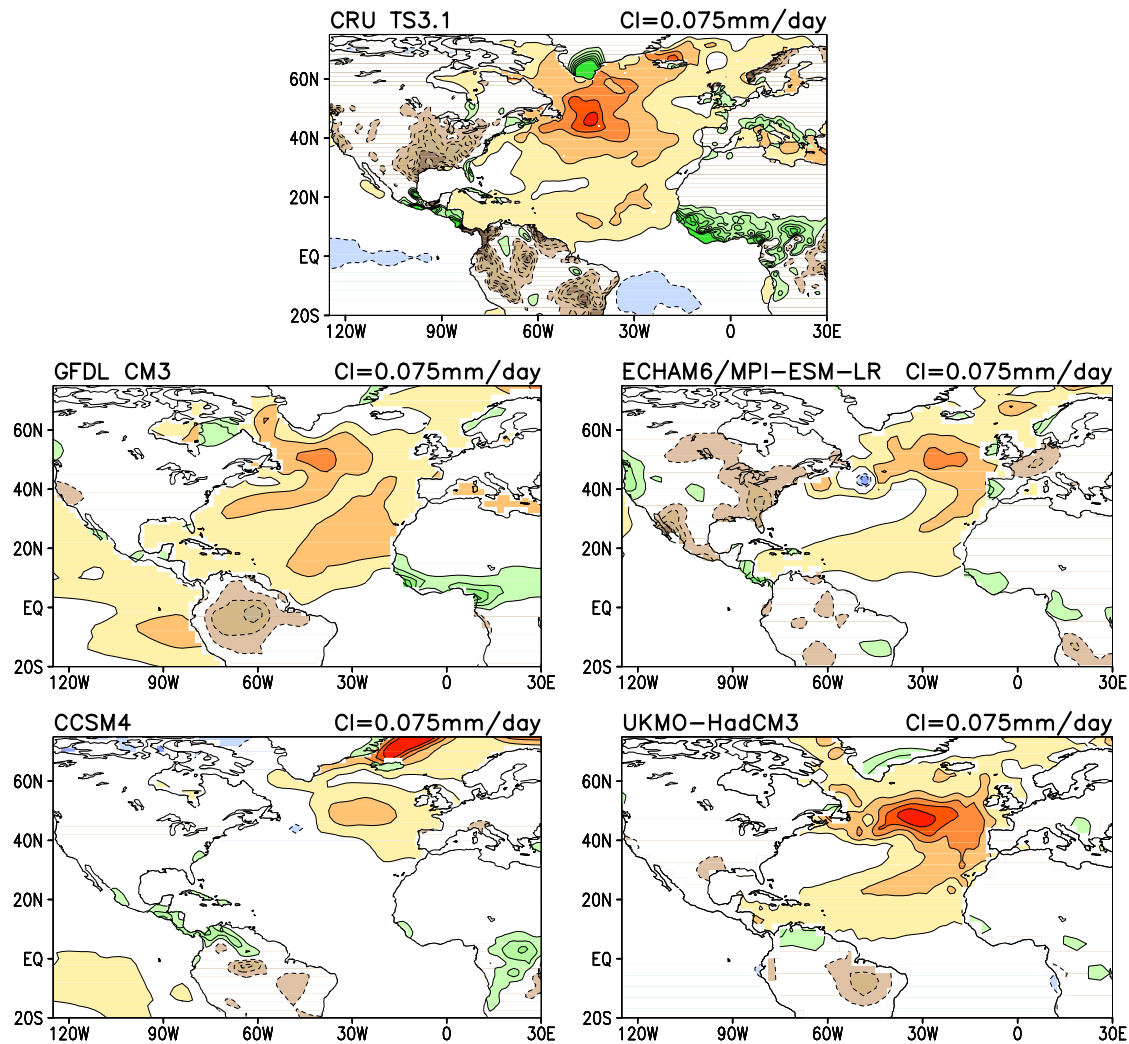 CRU TS3.1 CI=0.075mm/day
60N
40N
20N
EQ
20S
120W 90W 60W 30W 0 30E
GFDL CM3 CI=0.075mm/day
60N
40N
20N
EQ
20S
120W 90W 60W 30W 0 30E
ECHAM6/MPI-ESM-LR CI=0.075mm/day
60N
40N
20N
EQ
20S
120W 90W 60W 30W 0 30E
CCSM4 CI=0.075mm/day
60N
40N
20N
EQ
20S
120W 90W 60W 30W 0 30E
UKMO-HadCM3 CI=0.075mm/day
60N
40N
20N
EQ
20S
120W 90W 60W 30W 0 30E